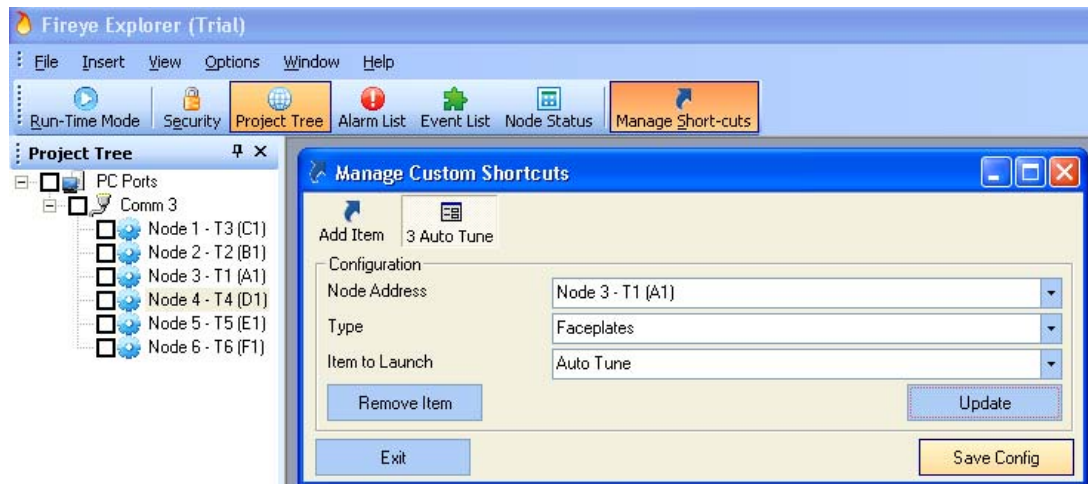 Fireye Explorer (Trial)
File Insert View Options Window Help
Run-Time Mode Security Project Tree Alarm List Event List Node Status Manage Short-cuts
Project Tree
PC Ports
Comm 3
Node 1 - T3 (C1)
Node 2 - T2 (B1)
Node 3 - T1 (A1)
Node 4 - T4 (D1)
Node 5 - T5 (E1)
Node 6 - T6 (F1)
Manage Custom Shortcuts
Add Item 3 Auto Tune
Configuration
Node Address Node 3 - T1 (A1)
Type Faceplates
Item to Launch Auto Tune
Remove Item Update
Exit Save Config